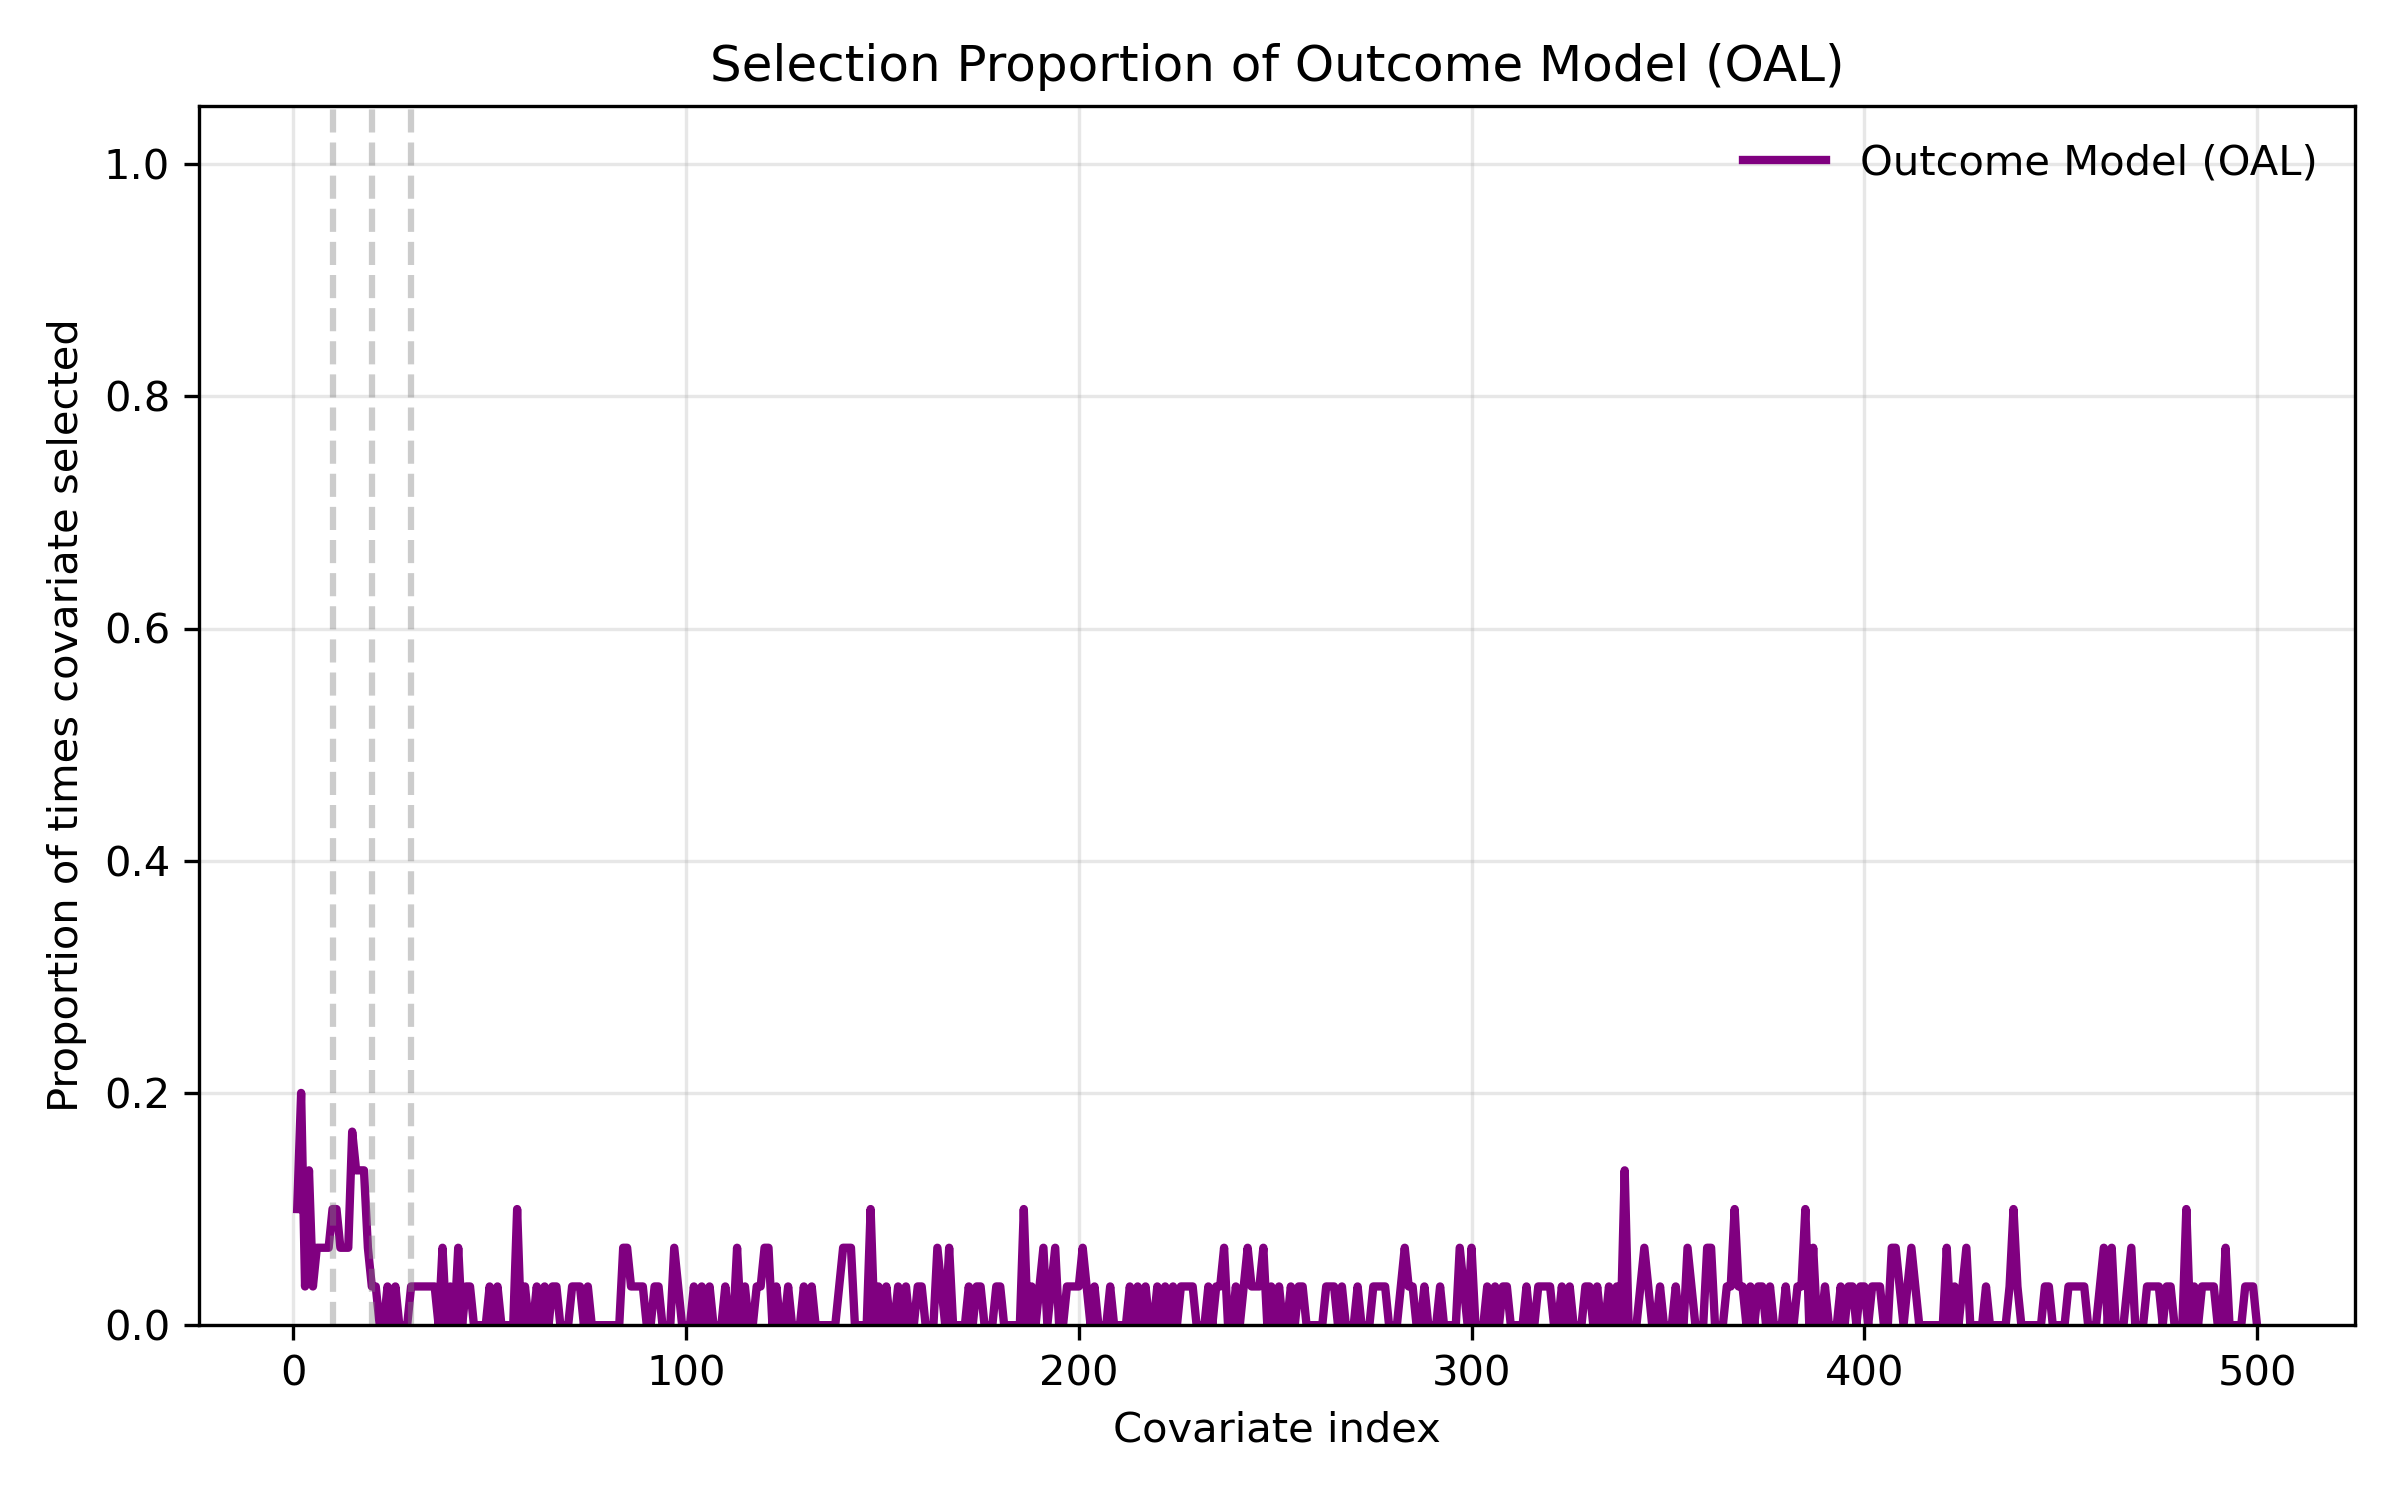 Selection Proportion of Outcome Model (OAL)
Outcome Model (OAL)
Proportion of times covariate selected
1.0
0.8
0.6
0.4
0.2
0.0
0 100 200 300 400 500
Covariate index